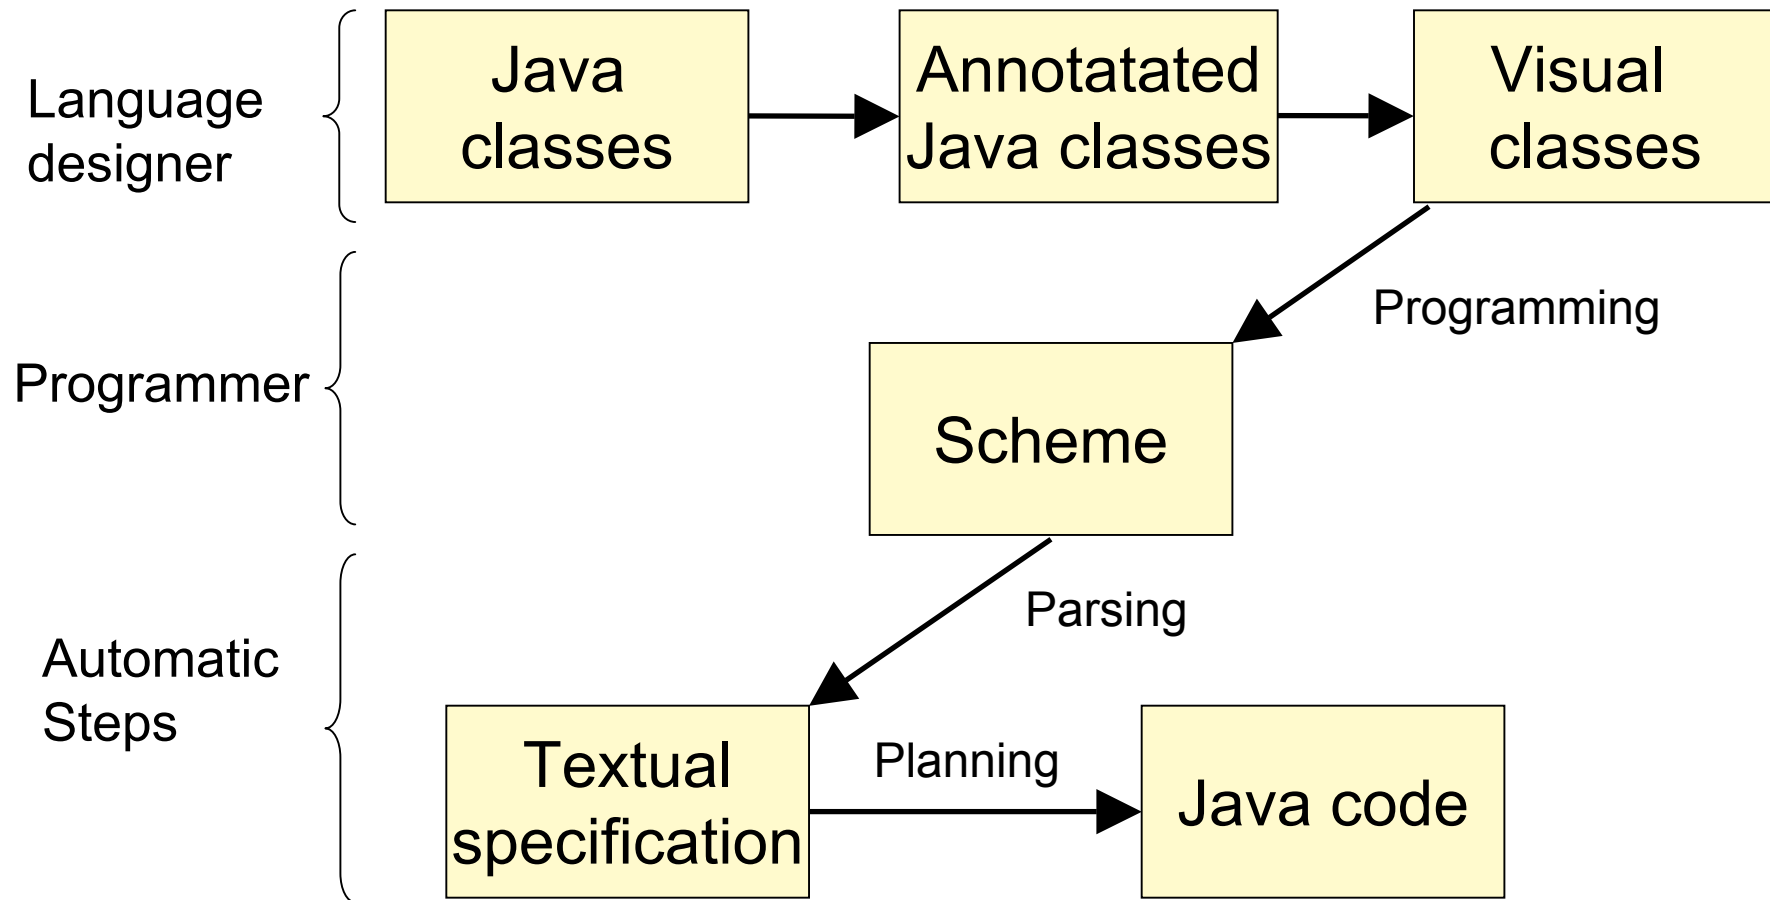 Language
designer
Java
classes
Annotatated
Java classes
Visual
classes
Programming
Programmer
Scheme
Parsing
Automatic
Steps
Textual
specification
Planning
Java code